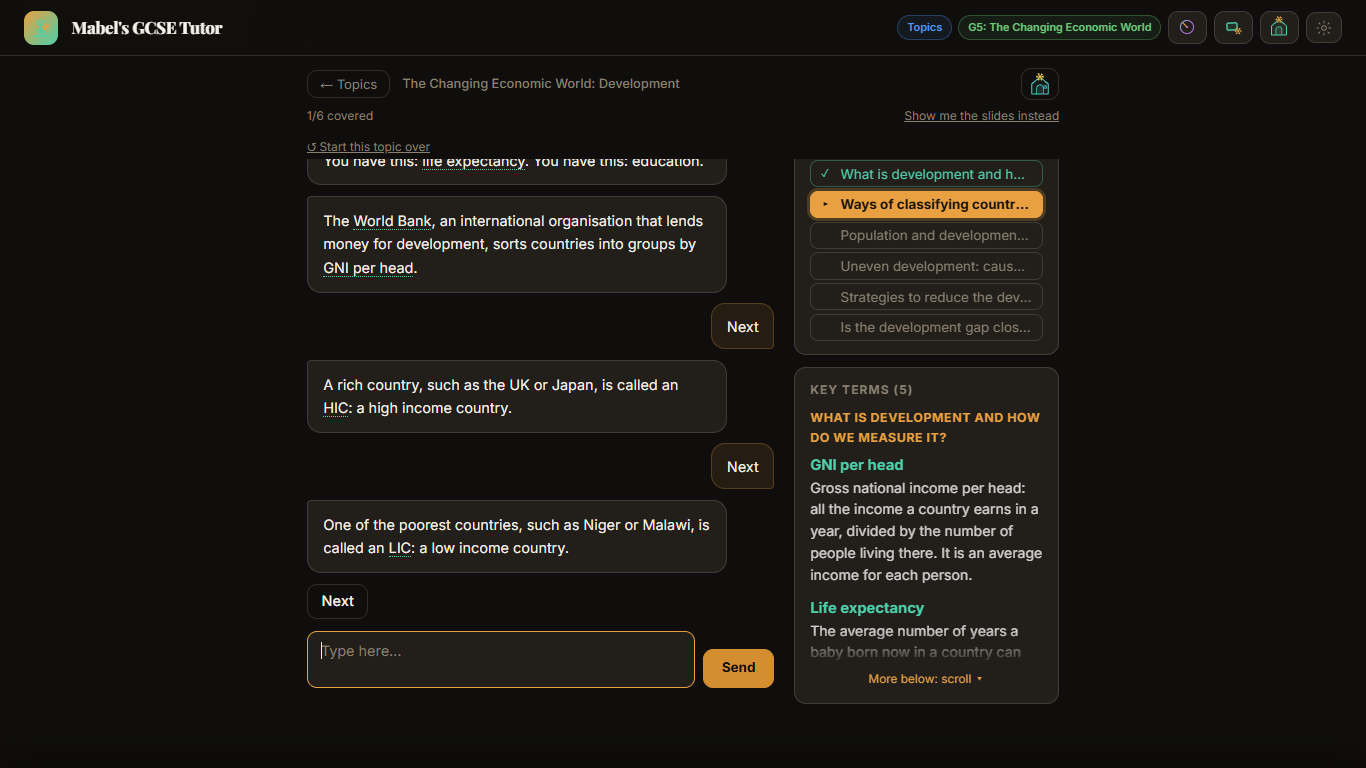 Mabel's GCSE Tutor
Topics
G5: The Changing Economic World
← Topics
The Changing Economic World: Development
1/6 covered
Show me the slides instead
↺ Start this topic over
You have this: life expectancy. You have this: education.
The World Bank, an international organisation that lends
money for development, sorts countries into groups by
GNI per head.
Next
A rich country, such as the UK or Japan, is called an
HIC: a high income country.
Next
One of the poorest countries, such as Niger or Malawi, is
called an LIC: a low income country.
Next
Type here...
Send
✓ What is development and h...
▸ Ways of classifying countr...
Population and developmen...
Uneven development: caus...
Strategies to reduce the dev...
Is the development gap clos...
KEY TERMS (5)
WHAT IS DEVELOPMENT AND HOW
DO WE MEASURE IT?
GNI per head
Gross national income per head:
all the income a country earns in a
year, divided by the number of
people living there. It is an average
income for each person.
Life expectancy
The average number of years a
baby born now in a country can
More below: scroll ▾